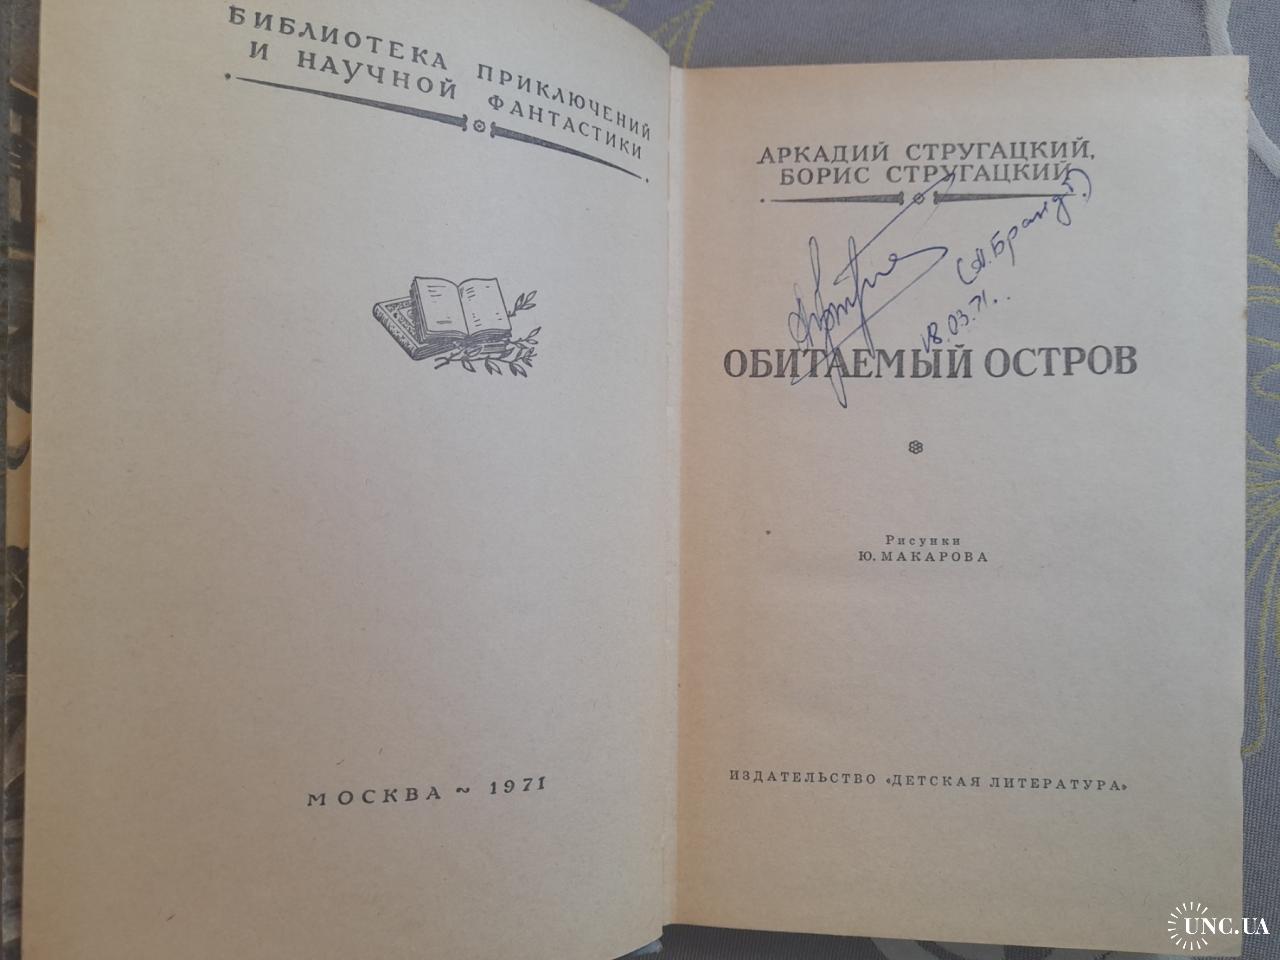 БИБЛИОТЕКА ПРИКЛЮЧЕНИЙ
И НАУЧНОЙ ФАНТАСТИКИ
МОСКВА ~ 1971
АРКАДИЙ СТРУГАЦКИЙ,
БОРИС СТРУГАЦКИЙ
(А. Брандт)
18.03.71.
ОБИТАЕМЫЙ ОСТРОВ
Рисунки
Ю. МАКАРОВА
ИЗДАТЕЛЬСТВО «ДЕТСКАЯ ЛИТЕРАТУРА»
UNC.UA